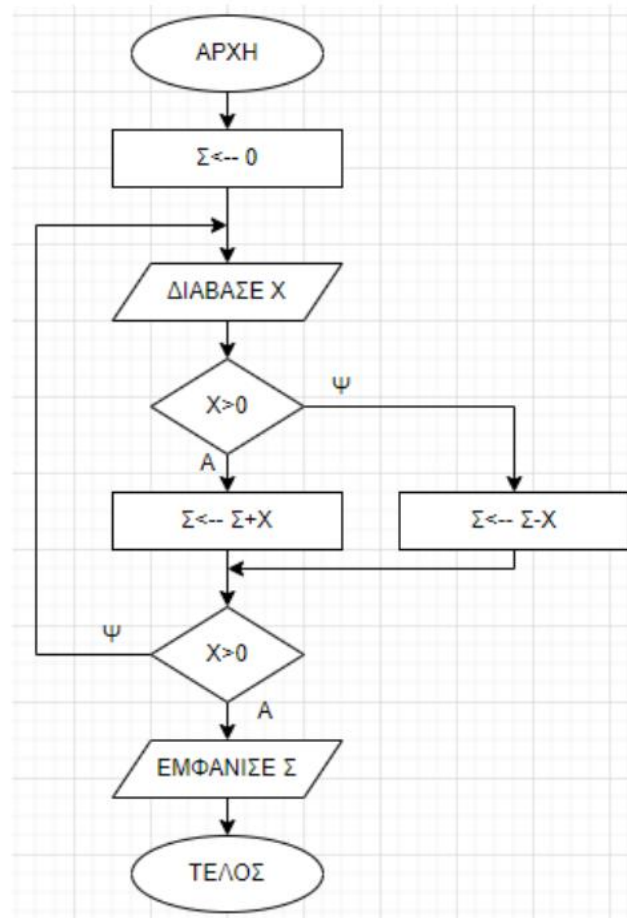 ΑΡΧΗ
Σ<-- 0
ΔΙΑΒΑΣΕ Χ
Χ>0
Ψ
Α
Σ<-- Σ+Χ
Σ<-- Σ-Χ
Ψ
Χ>0
Α
ΕΜΦΑΝΙΣΕ Σ
ΤΕΛΟΣ